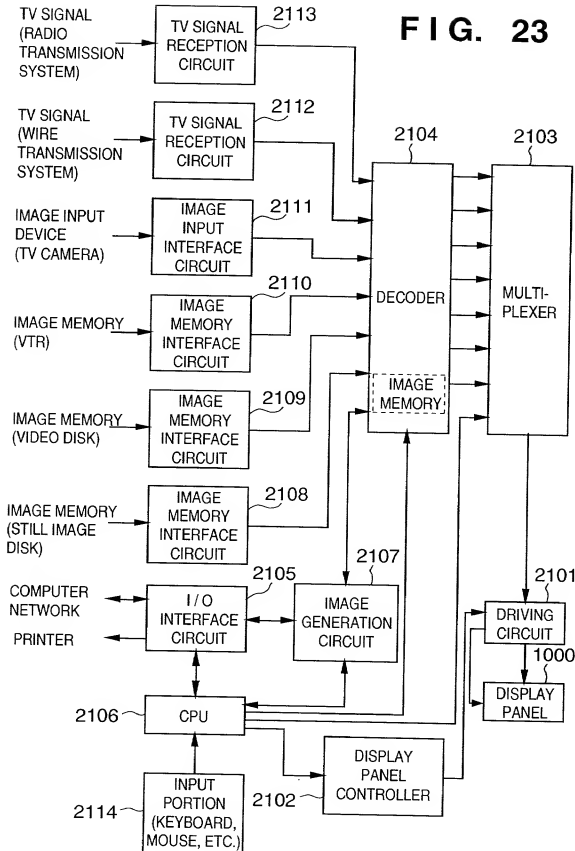 FIG. 23
TV SIGNAL
(RADIO
TRANSMISSION
SYSTEM)
2113
TV SIGNAL
RECEPTION
CIRCUIT
TV SIGNAL
(WIRE
TRANSMISSION
SYSTEM)
2112
TV SIGNAL
RECEPTION
CIRCUIT
2104
2103
IMAGE INPUT
DEVICE
(TV CAMERA)
2111
IMAGE
INPUT
INTERFACE
CIRCUIT
DECODER
MULTI-
PLEXER
2110
IMAGE MEMORY
(VTR)
IMAGE
MEMORY
INTERFACE
CIRCUIT
IMAGE
MEMORY
2109
IMAGE MEMORY
(VIDEO DISK)
IMAGE
MEMORY
INTERFACE
CIRCUIT
2108
IMAGE MEMORY
(STILL IMAGE
DISK)
IMAGE
MEMORY
INTERFACE
CIRCUIT
2105
2107
2101
COMPUTER
NETWORK
PRINTER
I/O
INTERFACE
CIRCUIT
IMAGE
GENERATION
CIRCUIT
DRIVING
CIRCUIT
1000
DISPLAY
PANEL
2106
CPU
2102
DISPLAY
PANEL
CONTROLLER
2114
INPUT
PORTION
(KEYBOARD,
MOUSE, ETC.)